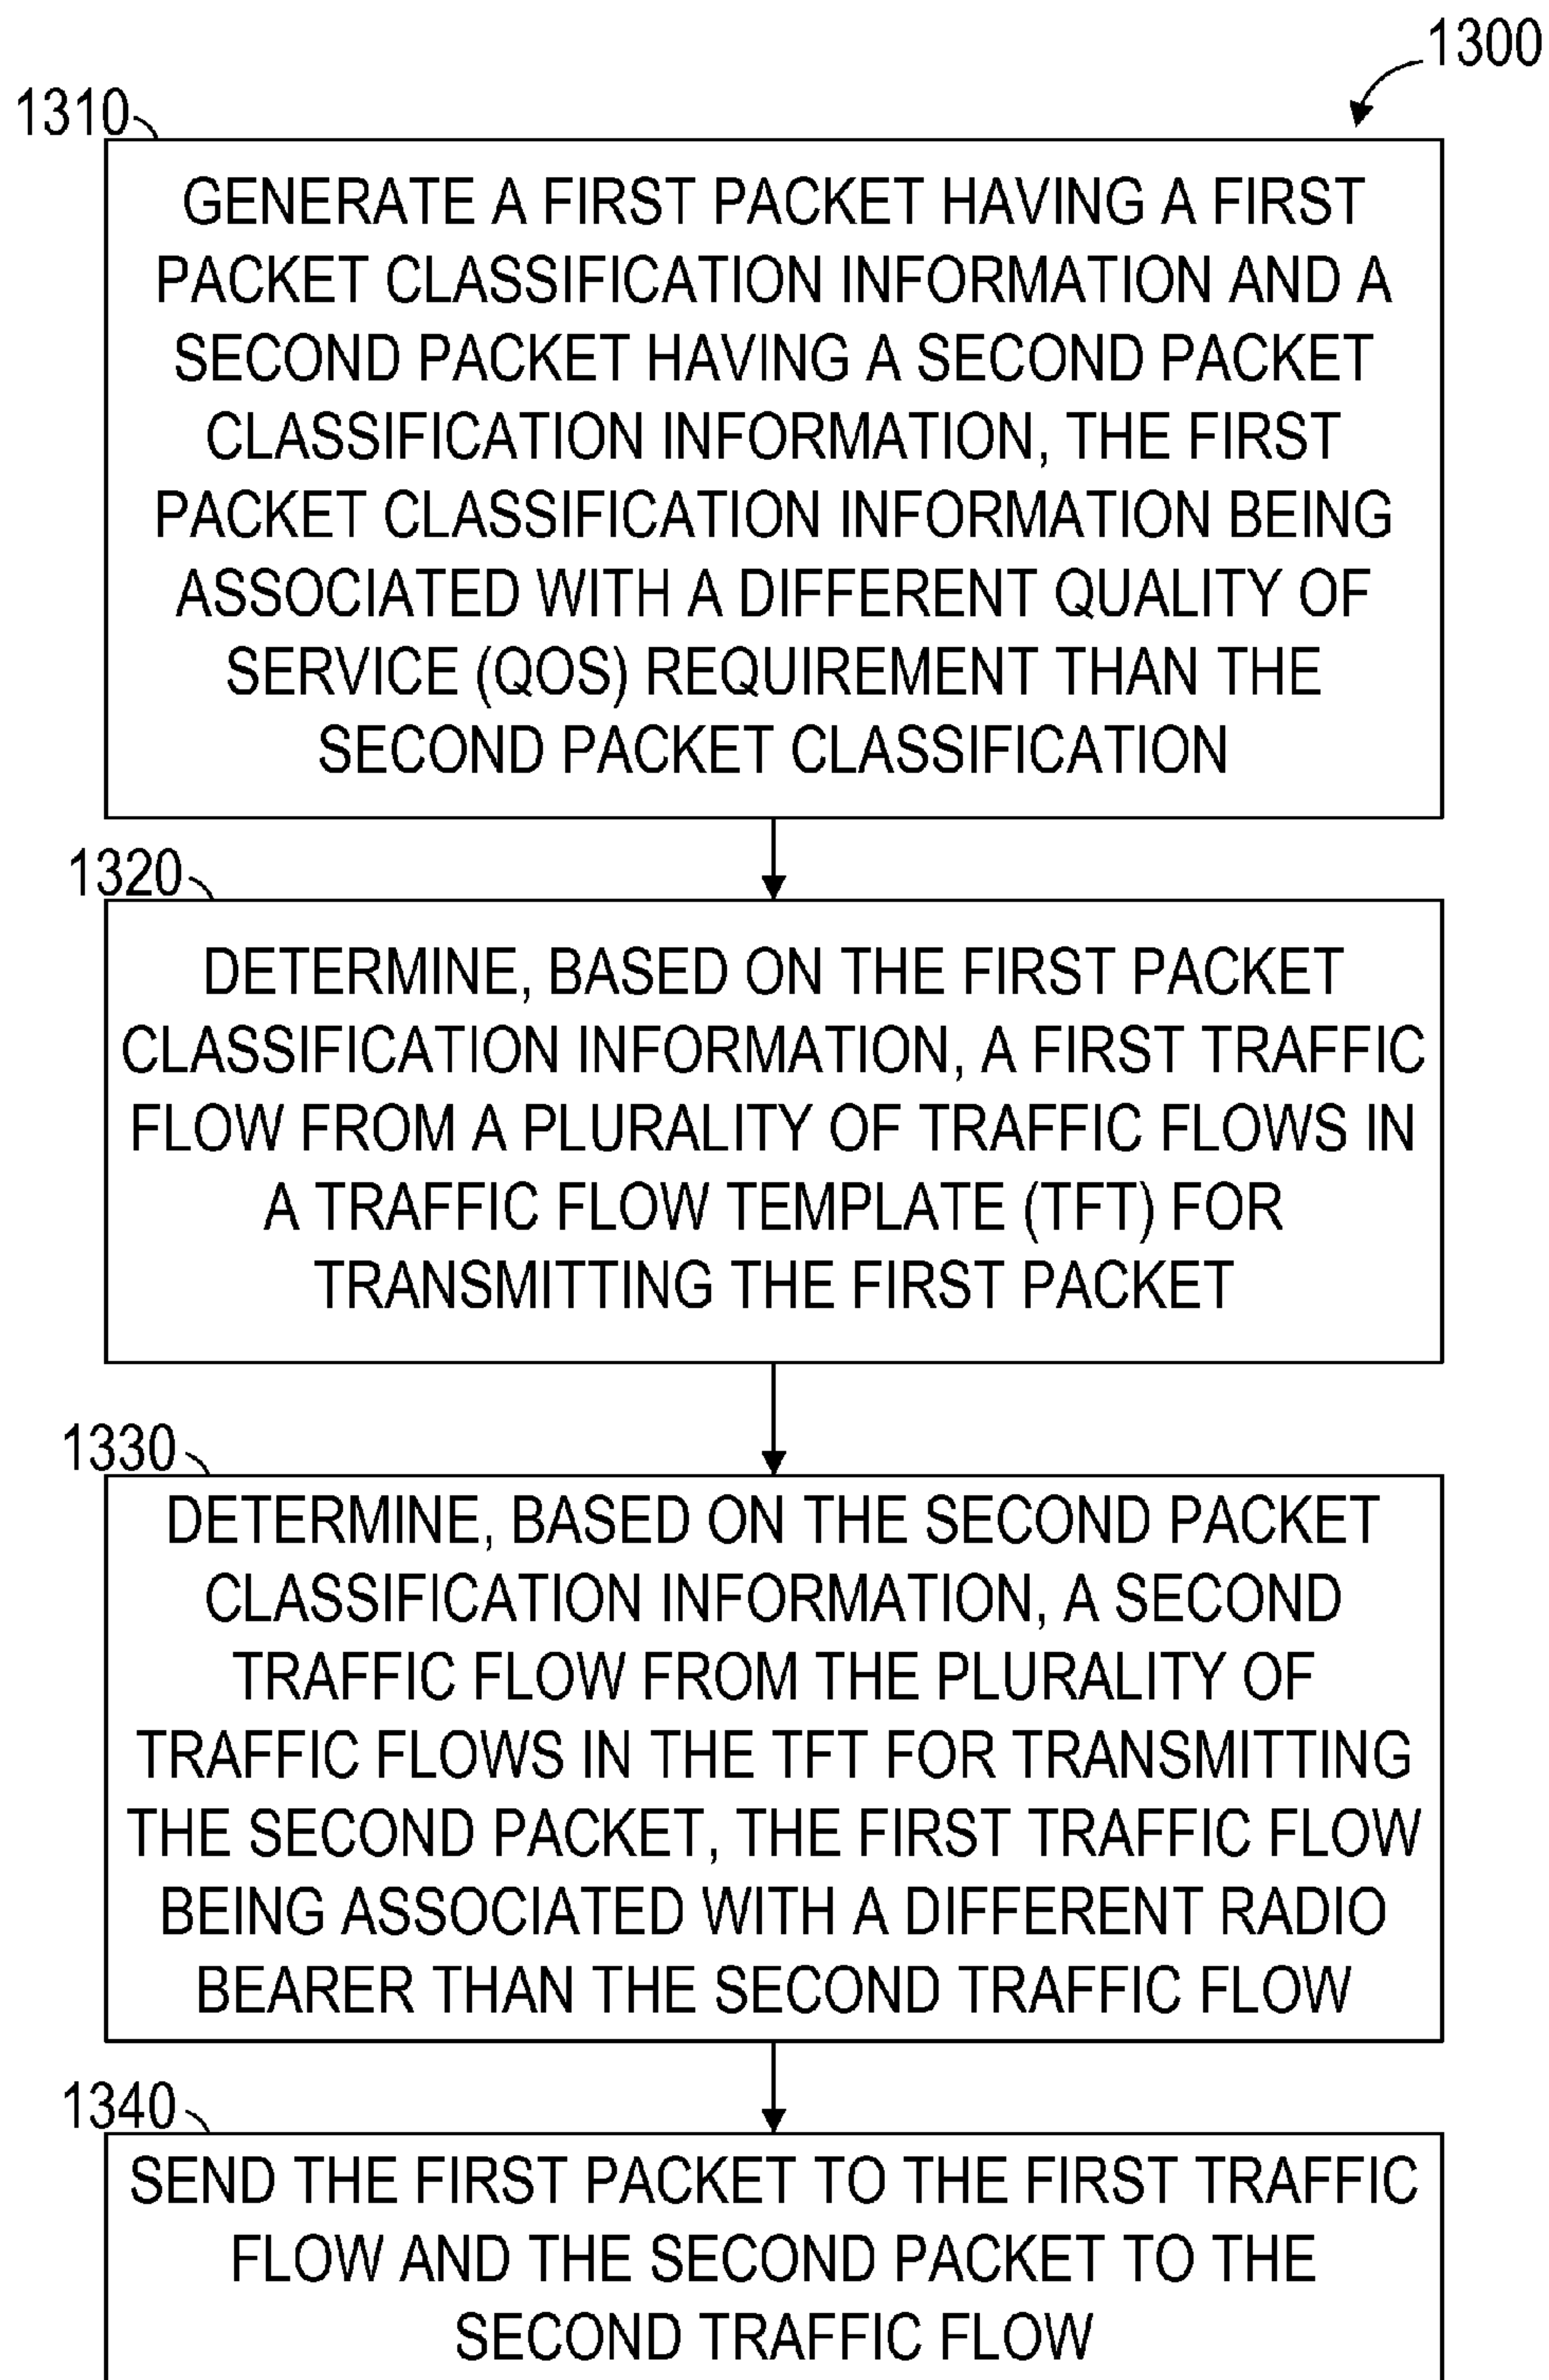 1300
1310
GENERATE A FIRST PACKET HAVING A FIRST
PACKET CLASSIFICATION INFORMATION AND A
SECOND PACKET HAVING A SECOND PACKET
CLASSIFICATION INFORMATION, THE FIRST
PACKET CLASSIFICATION INFORMATION BEING
ASSOCIATED WITH A DIFFERENT QUALITY OF
SERVICE (QOS) REQUIREMENT THAN THE
SECOND PACKET CLASSIFICATION
1320
DETERMINE, BASED ON THE FIRST PACKET
CLASSIFICATION INFORMATION, A FIRST TRAFFIC
FLOW FROM A PLURALITY OF TRAFFIC FLOWS IN
A TRAFFIC FLOW TEMPLATE (TFT) FOR
TRANSMITTING THE FIRST PACKET
1330
DETERMINE, BASED ON THE SECOND PACKET
CLASSIFICATION INFORMATION, A SECOND
TRAFFIC FLOW FROM THE PLURALITY OF
TRAFFIC FLOWS IN THE TFT FOR TRANSMITTING
THE SECOND PACKET, THE FIRST TRAFFIC FLOW
BEING ASSOCIATED WITH A DIFFERENT RADIO
BEARER THAN THE SECOND TRAFFIC FLOW
1340
SEND THE FIRST PACKET TO THE FIRST TRAFFIC
FLOW AND THE SECOND PACKET TO THE
SECOND TRAFFIC FLOW